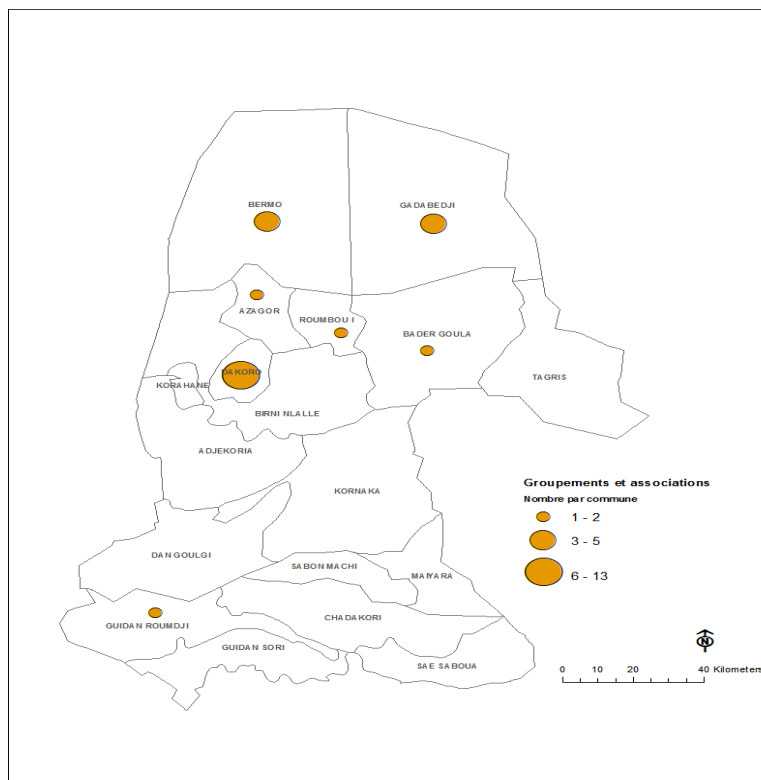 BERMO
GADABEDJI
AZAGOR
ROUMBOU I
BADER GOULA
DAKORO
TAGRIS
KORAHANE
BIRNI NLALLE
ADJEKORIA
KORNAKA
Groupements et associations
Nombre par commune
1 - 2
3 - 5
6 - 13
DAN GOULGI
SABON MACHI
MAIYARA
CHADAKORI
GUIDAN ROUMDJI
GUIDAN SORI
SAE SABOUA
N
0 10 20 40 Kilometers